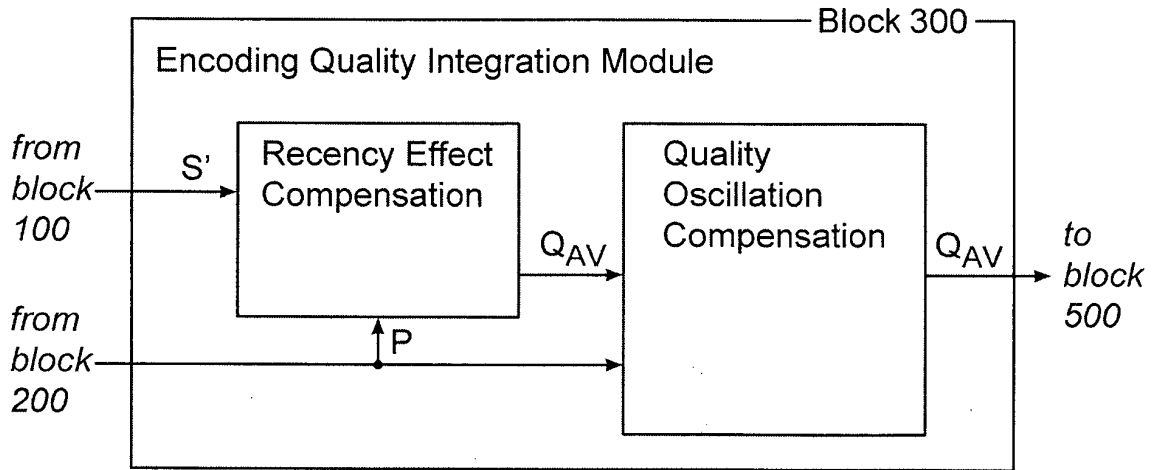 Block 300
Encoding Quality Integration Module
from
block
100
S'
Recency Effect
Compensation
Quality
Oscillation
Compensation
Q_AV
Q_AV
to
block
500
from
block
200
P